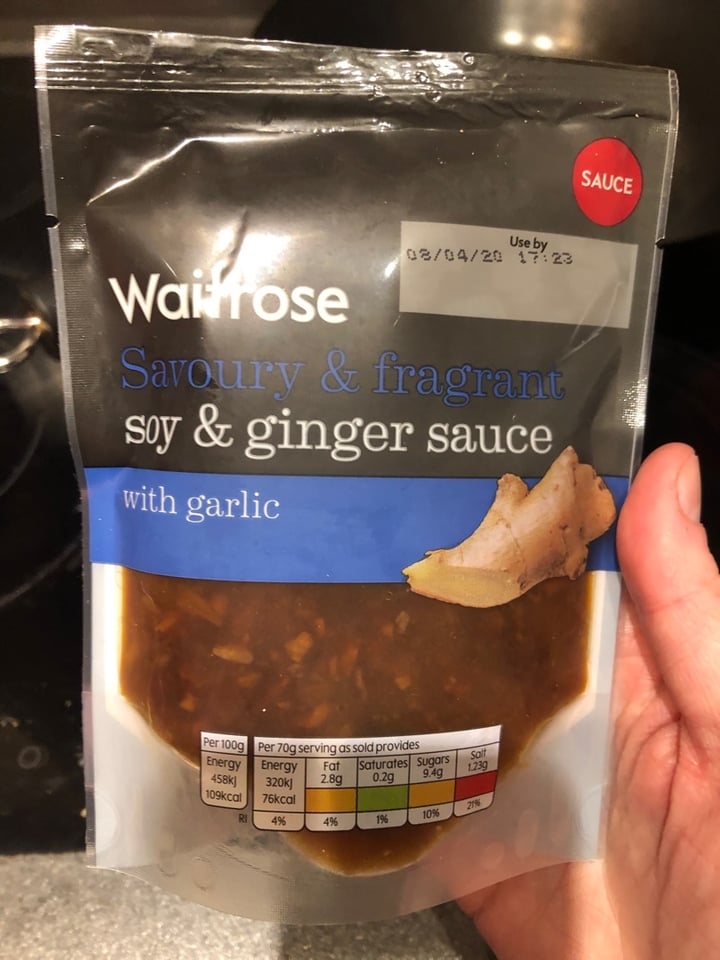 SAUCE
Use by
08/04/20 17:23
Waitrose
Savoury & fragrant
soy & ginger sauce
with garlic
Per 100g
Energy
458kJ
109kcal
Per 70g serving as sold provides
Energy
320kJ
76kcal
4%
Fat
2.8g
4%
Saturates
0.2g
1%
Sugars
9.4g
10%
Salt
1.23g
21%
RI